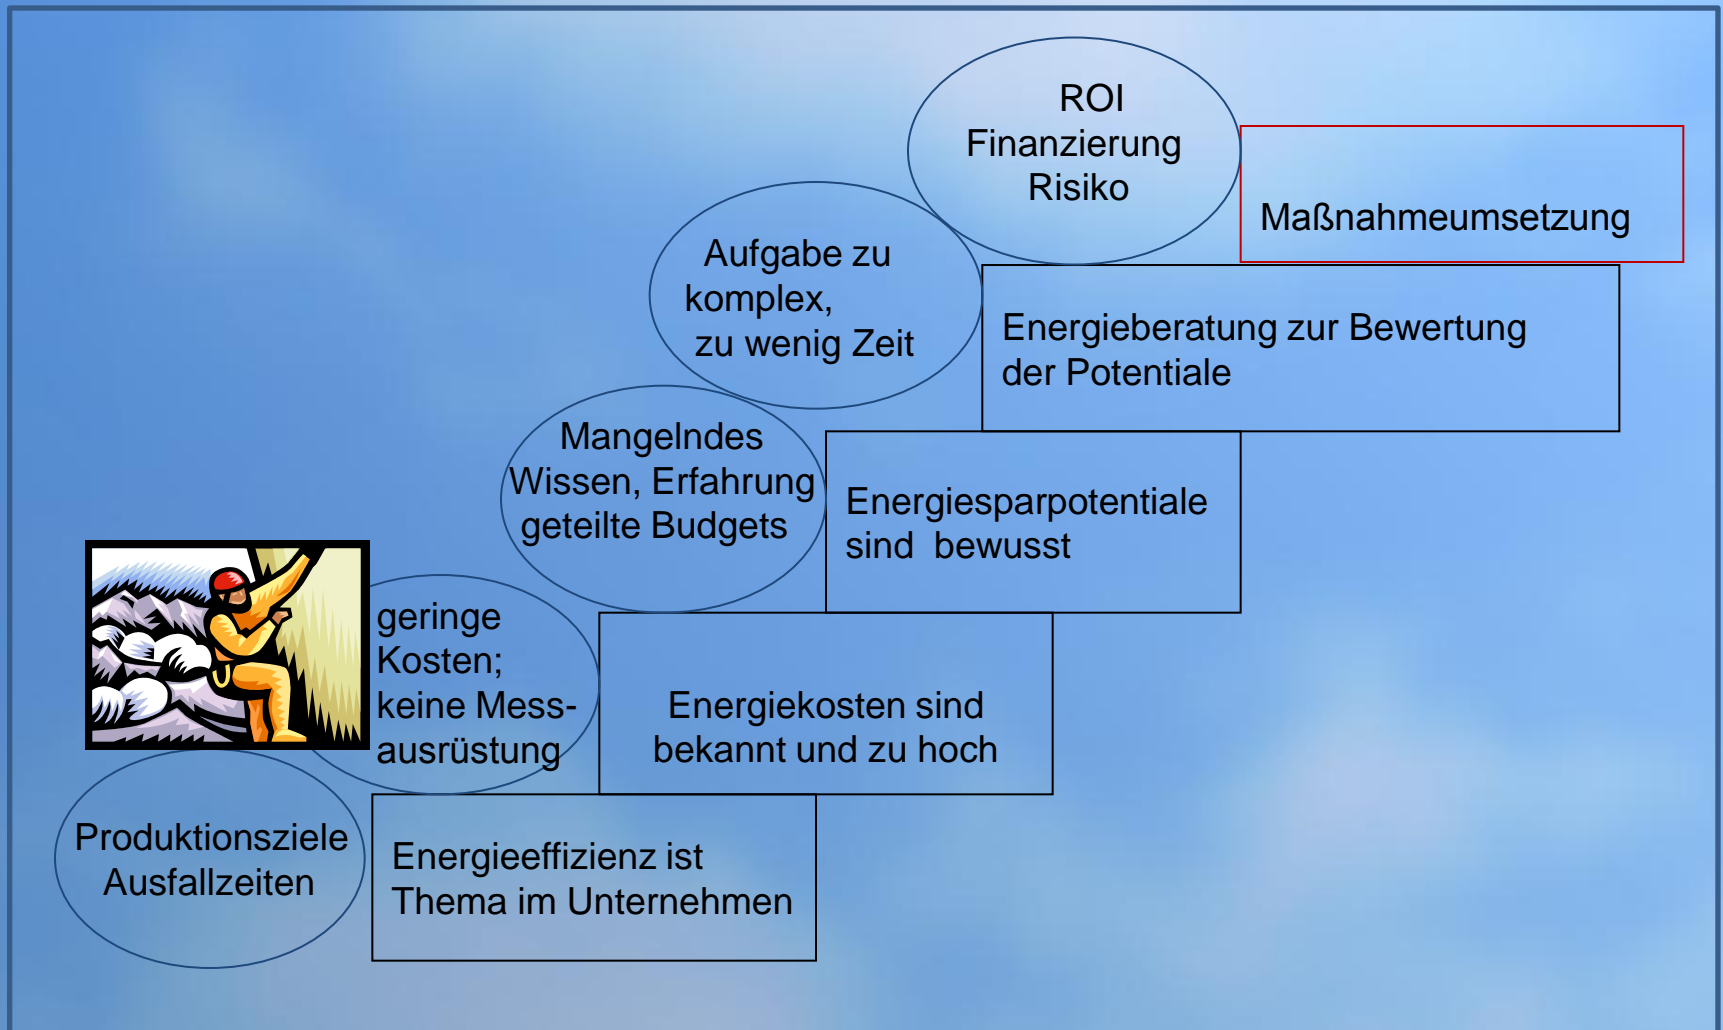 ROI
Finanzierung
Risiko
Maßnahmeumsetzung
Aufgabe zu
komplex,
zu wenig Zeit
Energieberatung zur Bewertung
der Potentiale
Mangelndes
Wissen, Erfahrung
geteilte Budgets
Energiesparpotentiale
sind bewusst
geringe
Kosten;
keine Mess-
ausrüstung
Energiekosten sind
bekannt und zu hoch
Produktionsziele
Ausfallzeiten
Energieeffizienz ist
Thema im Unternehmen